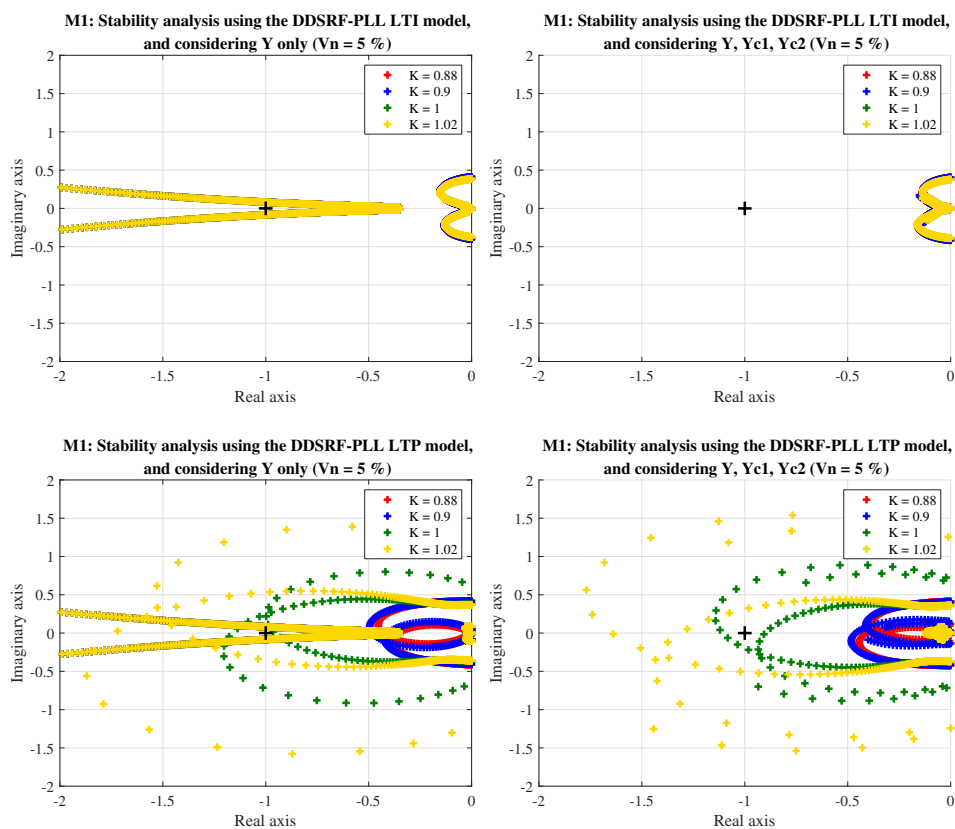 M1: Stability analysis using the DDSRF-PLL LTI model,
and considering Y only (Vn = 5 %)
K = 0.88
K = 0.9
K = 1
K = 1.02
2
1.5
1
0.5
0
-0.5
-1
-1.5
-2
Imaginary axis
-2
-1.5
-1
-0.5
0
Real axis
M1: Stability analysis using the DDSRF-PLL LTI model,
and considering Y, Yc1, Yc2 (Vn = 5 %)
K = 0.88
K = 0.9
K = 1
K = 1.02
2
1.5
1
0.5
0
-0.5
-1
-1.5
-2
Imaginary axis
-2
-1.5
-1
-0.5
0
Real axis
M1: Stability analysis using the DDSRF-PLL LTP model,
and considering Y only (Vn = 5 %)
K = 0.88
K = 0.9
K = 1
K = 1.02
2
1.5
1
0.5
0
-0.5
-1
-1.5
-2
Imaginary axis
-2
-1.5
-1
-0.5
0
Real axis
M1: Stability analysis using the DDSRF-PLL LTP model,
and considering Y, Yc1, Yc2 (Vn = 5 %)
K = 0.88
K = 0.9
K = 1
K = 1.02
2
1.5
1
0.5
0
-0.5
-1
-1.5
-2
Imaginary axis
-2
-1.5
-1
-0.5
0
Real axis